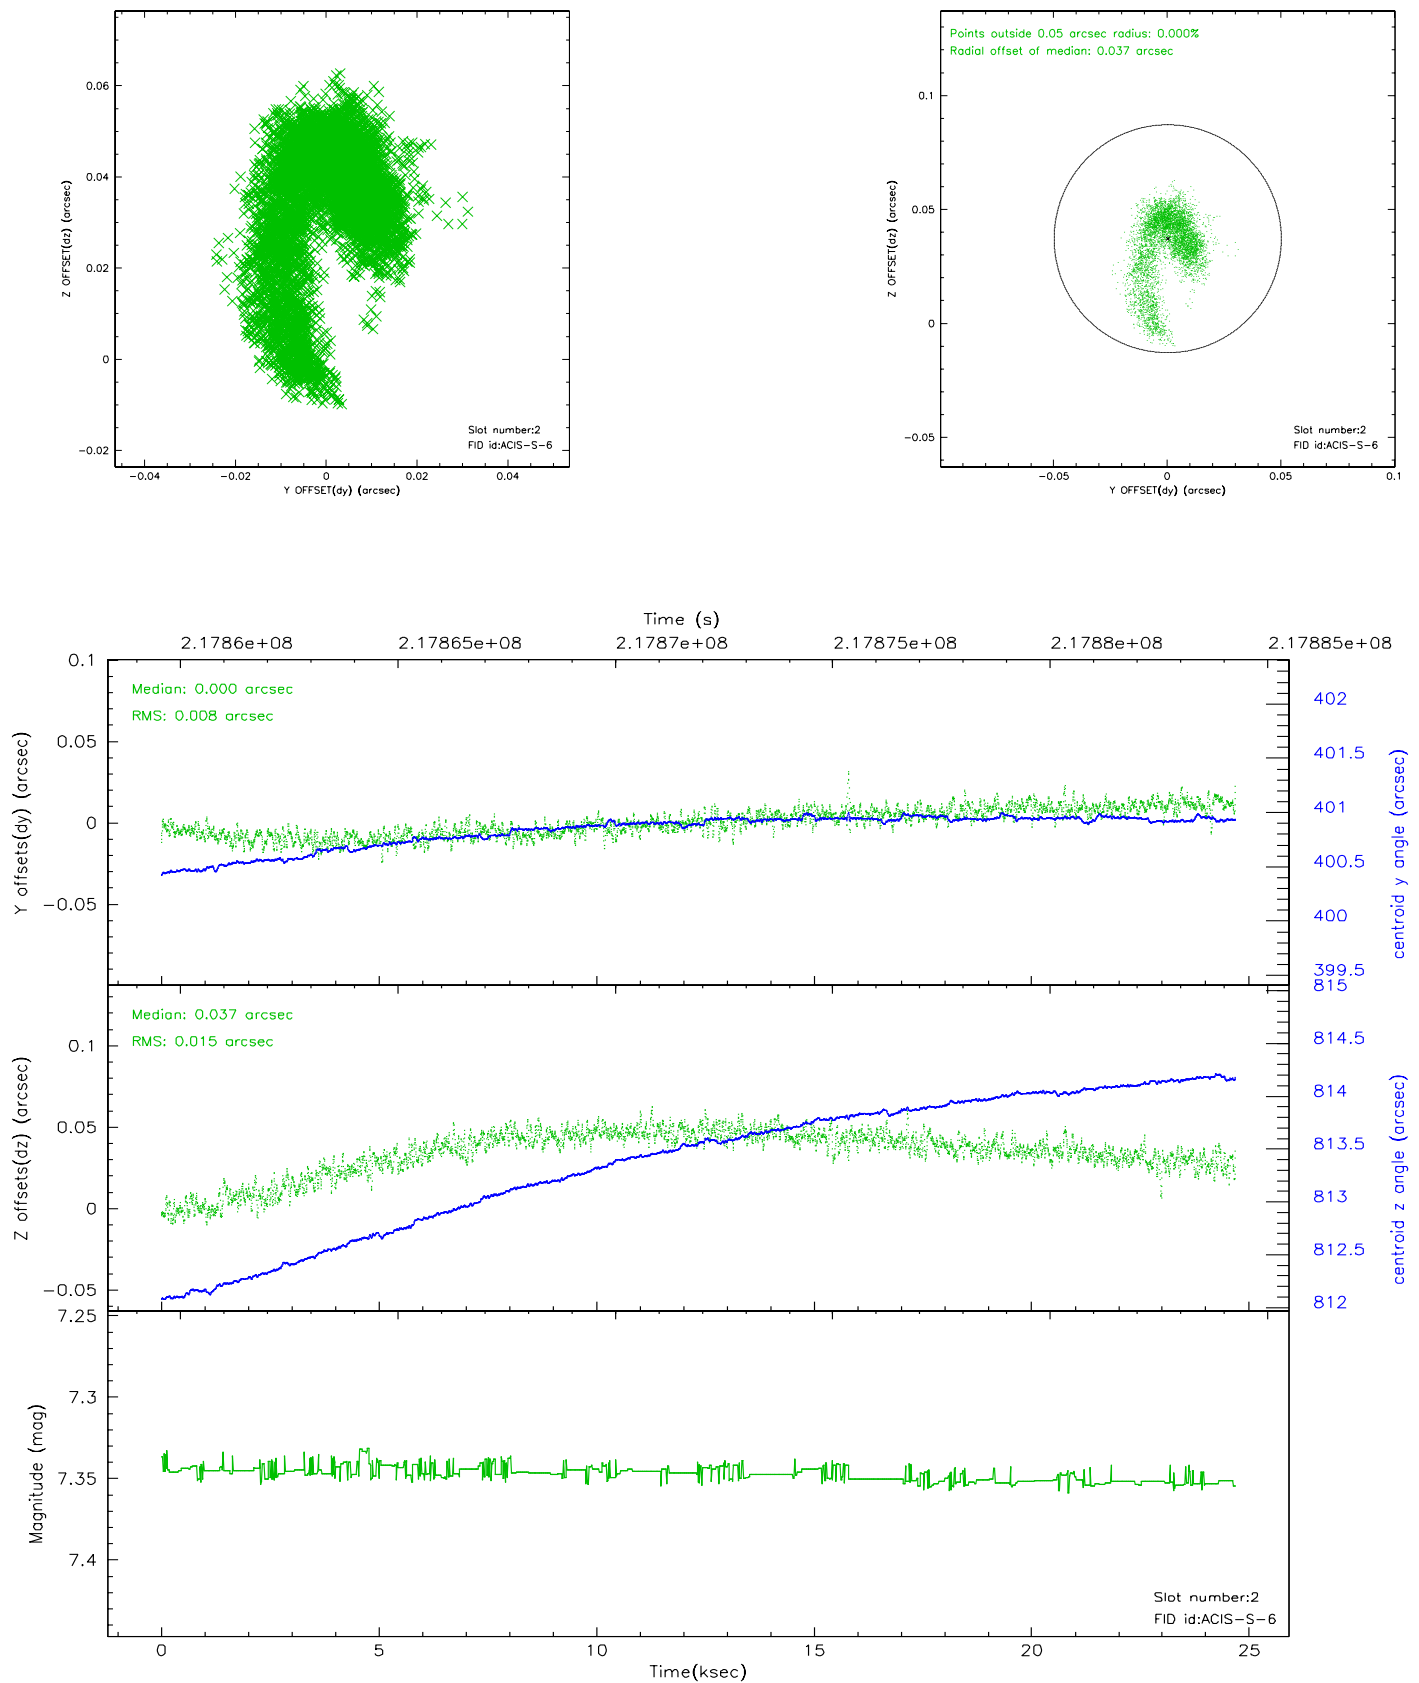 0.06
0.04
0.02
0
−0.02
Z OFFSET(dz) (arcsec)
Slot number:2
FID id:ACIS−S−6
−0.04 −0.02 0 0.02 0.04
Y OFFSET(dy) (arcsec)
Points outside 0.05 arcsec radius: 0.000%
Radial offset of median: 0.037 arcsec
0.1
0.05
0
−0.05
Z OFFSET(dz) (arcsec)
Slot number:2
FID id:ACIS−S−6
−0.05 0 0.05 0.1
Y OFFSET(dy) (arcsec)
Time (s)
2.1786e+08 2.17865e+08 2.1787e+08 2.17875e+08 2.1788e+08 2.17885e+08
0.1
0.05
0
−0.05
Y offsets(dy) (arcsec)
Median: 0.000 arcsec
RMS: 0.008 arcsec
402
401.5
401
400.5
400
399.5
centroid y angle (arcsec)
0.1
0.05
0
−0.05
Z offsets(dz) (arcsec)
Median: 0.037 arcsec
RMS: 0.015 arcsec
815
814.5
814
813.5
813
812.5
812
centroid z angle (arcsec)
7.25
7.3
7.35
7.4
Magnitude (mag)
Slot number:2
FID id:ACIS−S−6
0 5 10 15 20 25
Time(ksec)